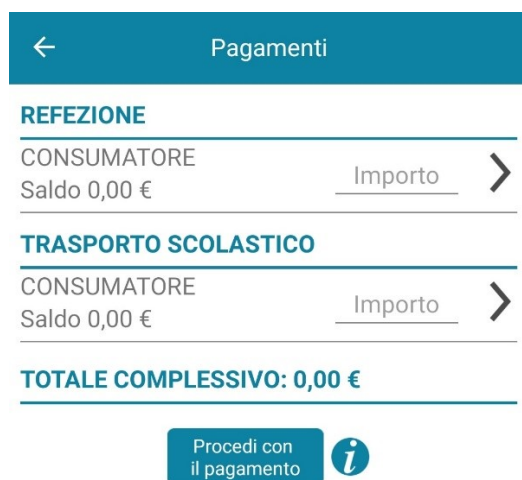 Pagamenti
REFEZIONE
CONSUMATORE
Saldo 0,00 €
Importo
TRASPORTO SCOLASTICO
CONSUMATORE
Saldo 0,00 €
Importo
TOTALE COMPLESSIVO: 0,00 €
Procedi con
il pagamento
i